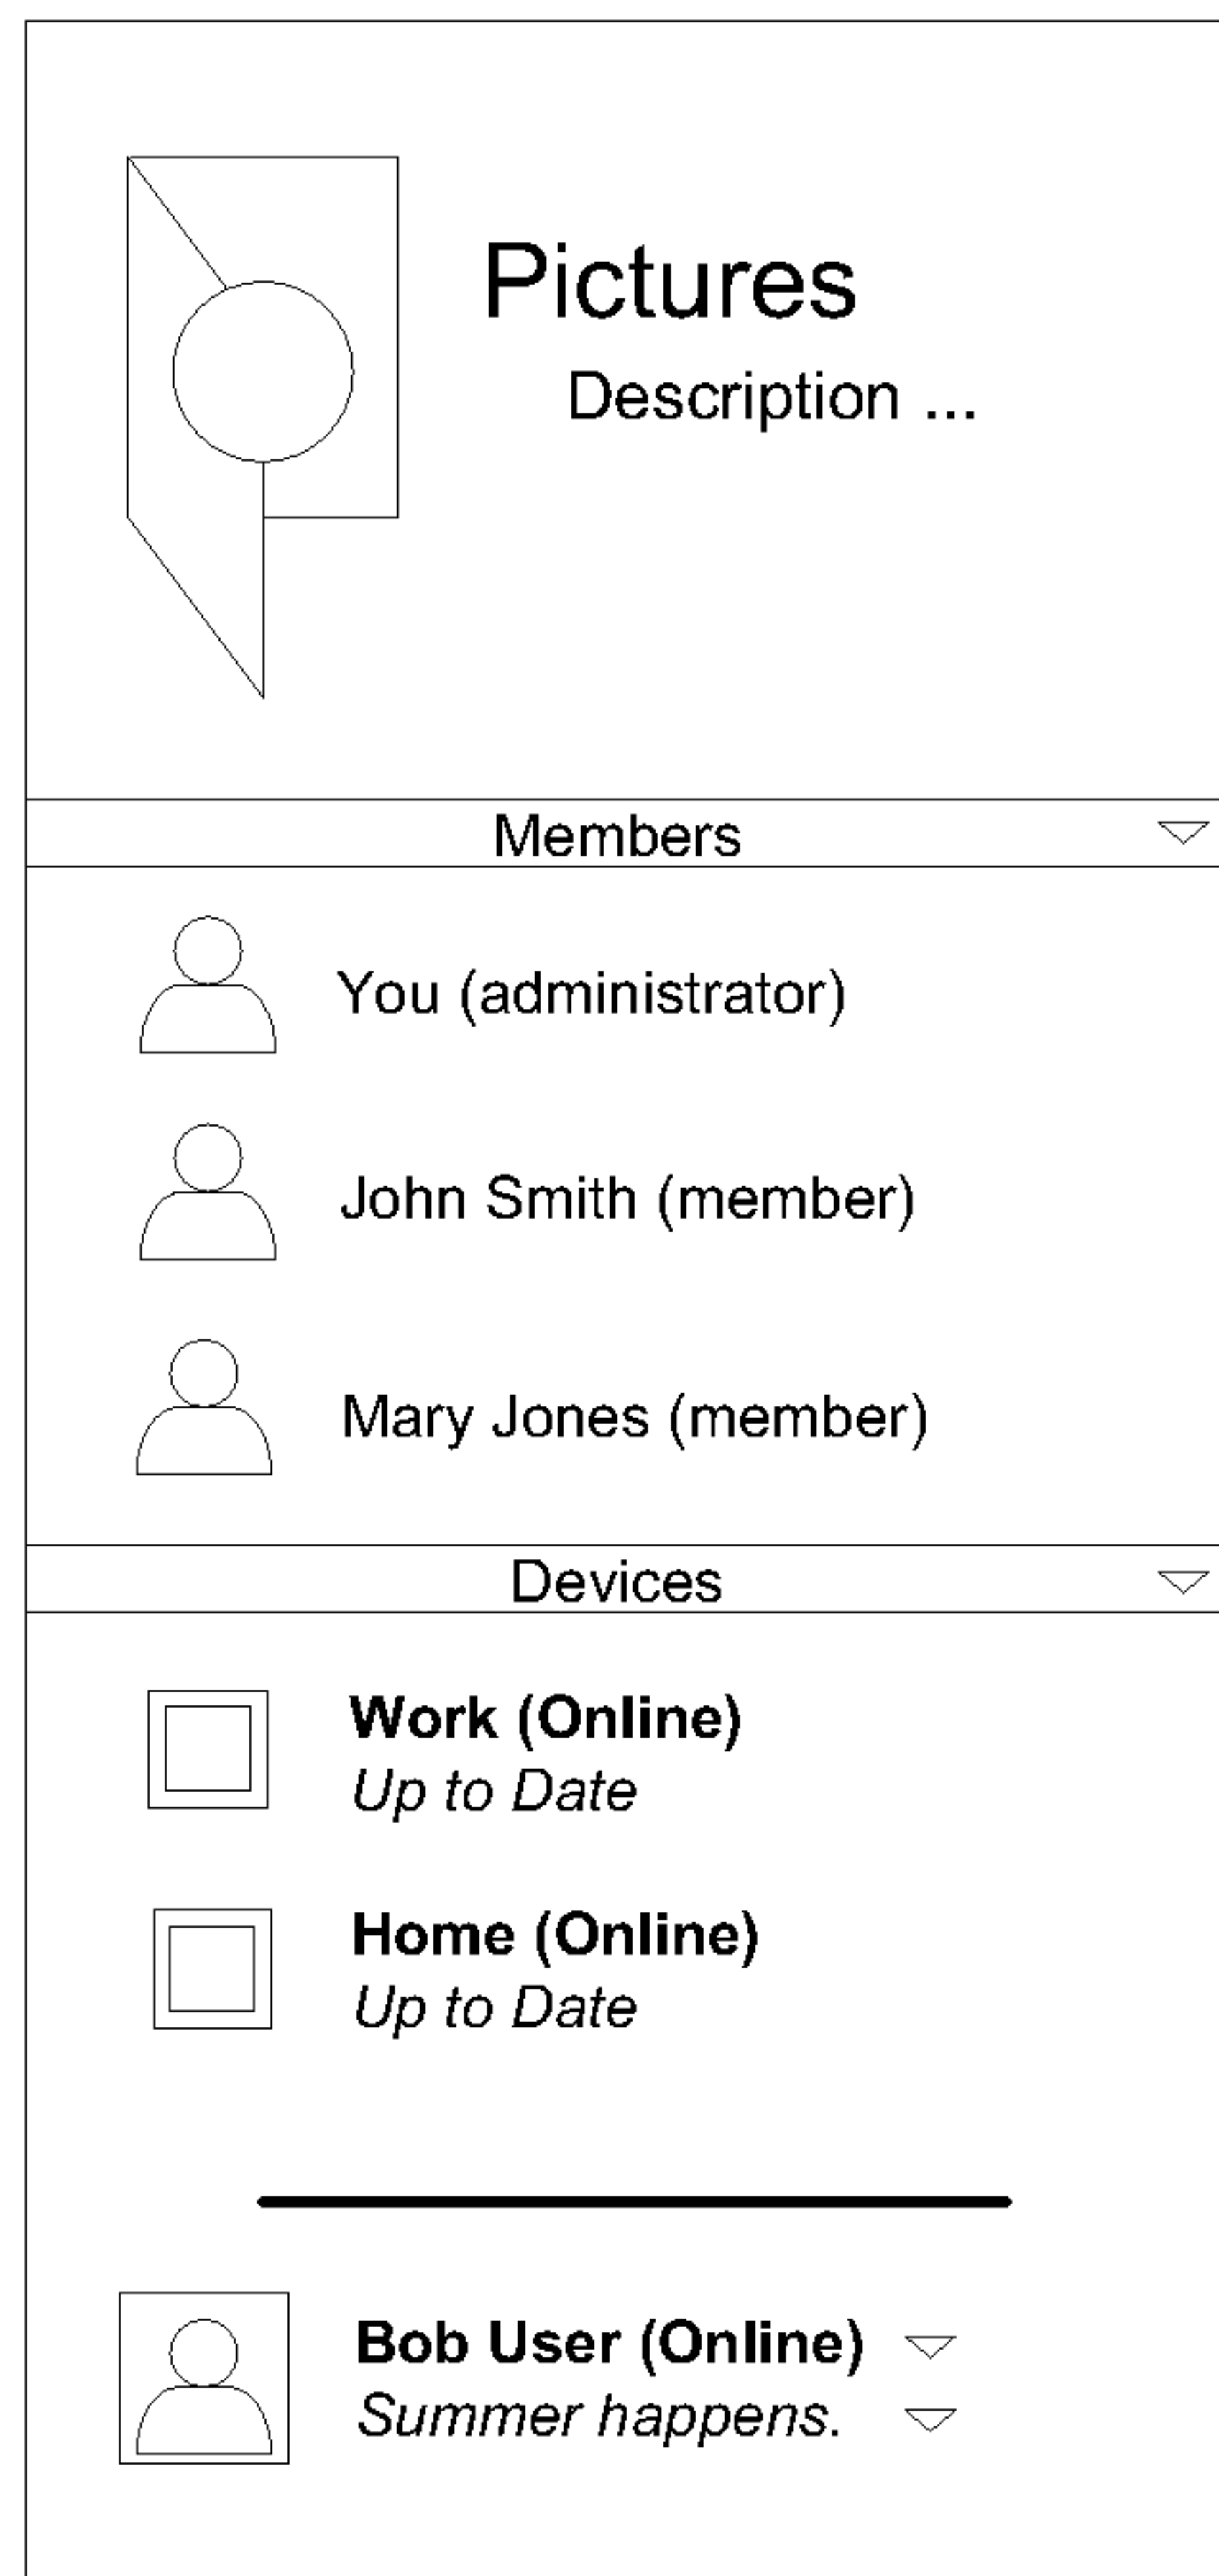 Pictures
Description ...
Members
You (administrator)
John Smith (member)
Mary Jones (member)
Devices
Work (Online)
Up to Date
Home (Online)
Up to Date
Bob User (Online)
Summer happens.